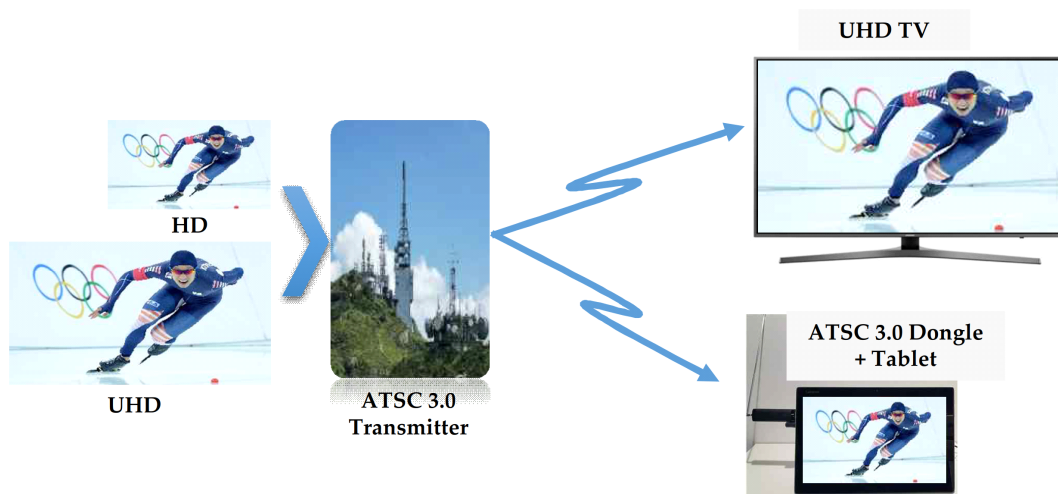 HD
UHD
ATSC 3.0
Transmitter
UHD TV
ATSC 3.0 Dongle
+ Tablet